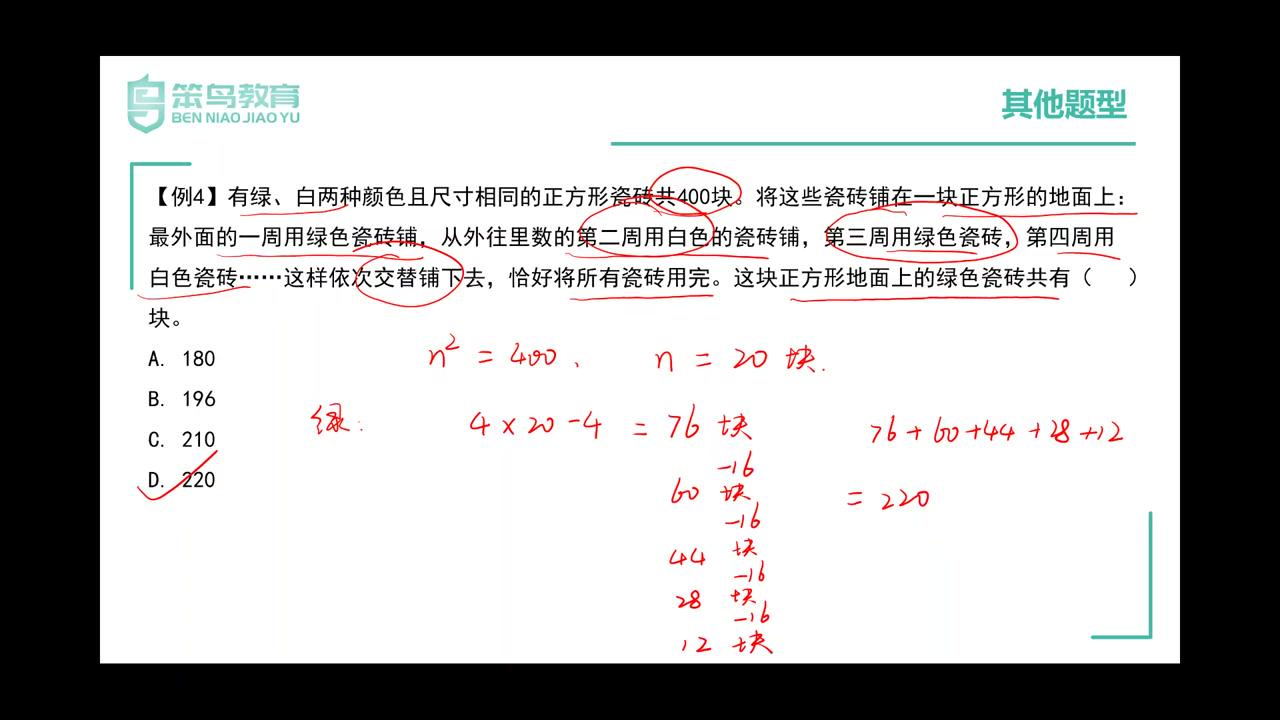 笨鸟教育
BEN NIAO JIAO YU
其他题型
【例4】有绿、白两种颜色且尺寸相同的正方形瓷砖共400块。将这些瓷砖铺在一块正方形的地面上：
最外面的一周用绿色瓷砖铺，从外往里数的第二周用白色的瓷砖铺，第三周用绿色瓷砖，第四周用
白色瓷砖……这样依次交替铺下去，恰好将所有瓷砖用完。这块正方形地面上的绿色瓷砖共有（ ）
块。
A. 180
B. 196
C. 210
D. 220
n² = 400 、 n = 20 块.
绿： 4 × 20 - 4 = 76 块
76 + 60 + 44 + 28 + 12
-16
60 块
= 220
-16
44 块
-16
28 块
-16
12 块